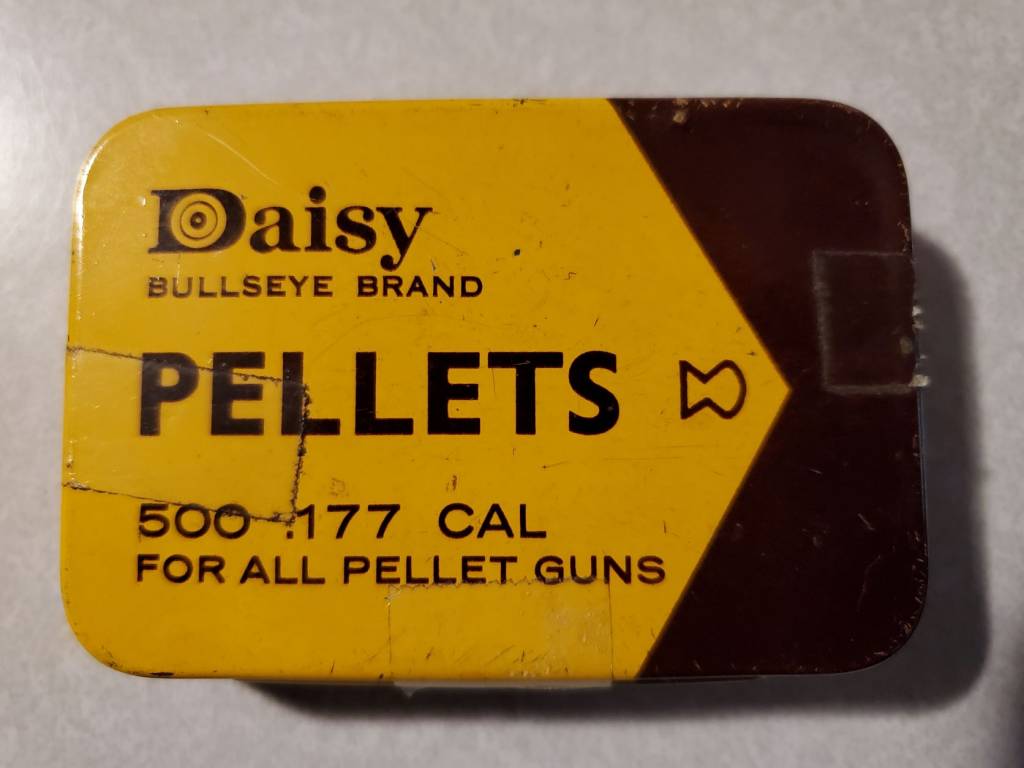 Daisy
BULLSEYE BRAND
PELLETS
500 .177 CAL
FOR ALL PELLET GUNS